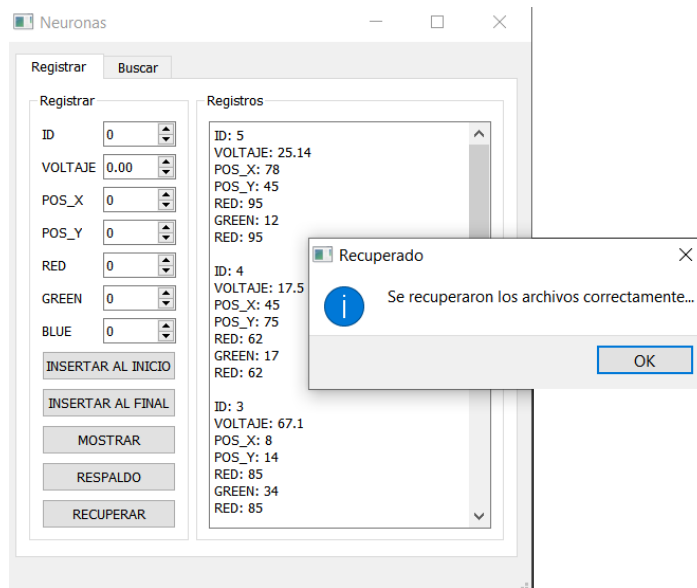 Neuronas
Registrar
Buscar
Registrar
ID 0
VOLTAJE 0.00
POS_X 0
POS_Y 0
RED 0
GREEN 0
BLUE 0
INSERTAR AL INICIO
INSERTAR AL FINAL
MOSTRAR
RESPALDO
RECUPERAR
Registros
ID: 5
VOLTAJE: 25.14
POS_X: 78
POS_Y: 45
RED: 95
GREEN: 12
RED: 95
ID: 4
VOLTAJE: 17.5
POS_X: 45
POS_Y: 75
RED: 62
GREEN: 17
RED: 62
ID: 3
VOLTAJE: 67.1
POS_X: 8
POS_Y: 14
RED: 85
GREEN: 34
RED: 85
Recuperado
Se recuperaron los archivos correctamente...
OK